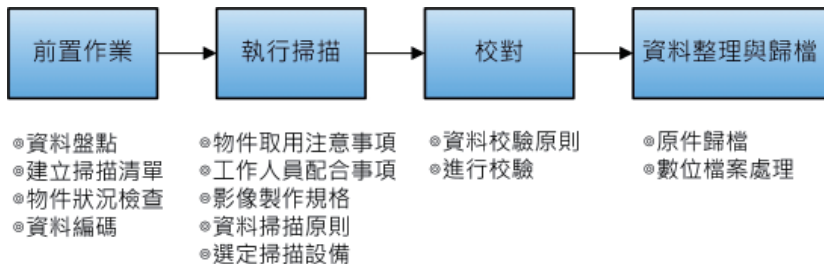 前置作業
執行掃描
校對
資料整理與歸檔
◎資料盤點
◎建立掃描清單
◎物件狀況檢查
◎資料編碼
◎物件取用注意事項
◎工作人員配合事項
◎影像製作規格
◎資料掃描原則
◎選定掃描設備
◎資料校驗原則
◎進行校驗
◎原件歸檔
◎數位檔案處理